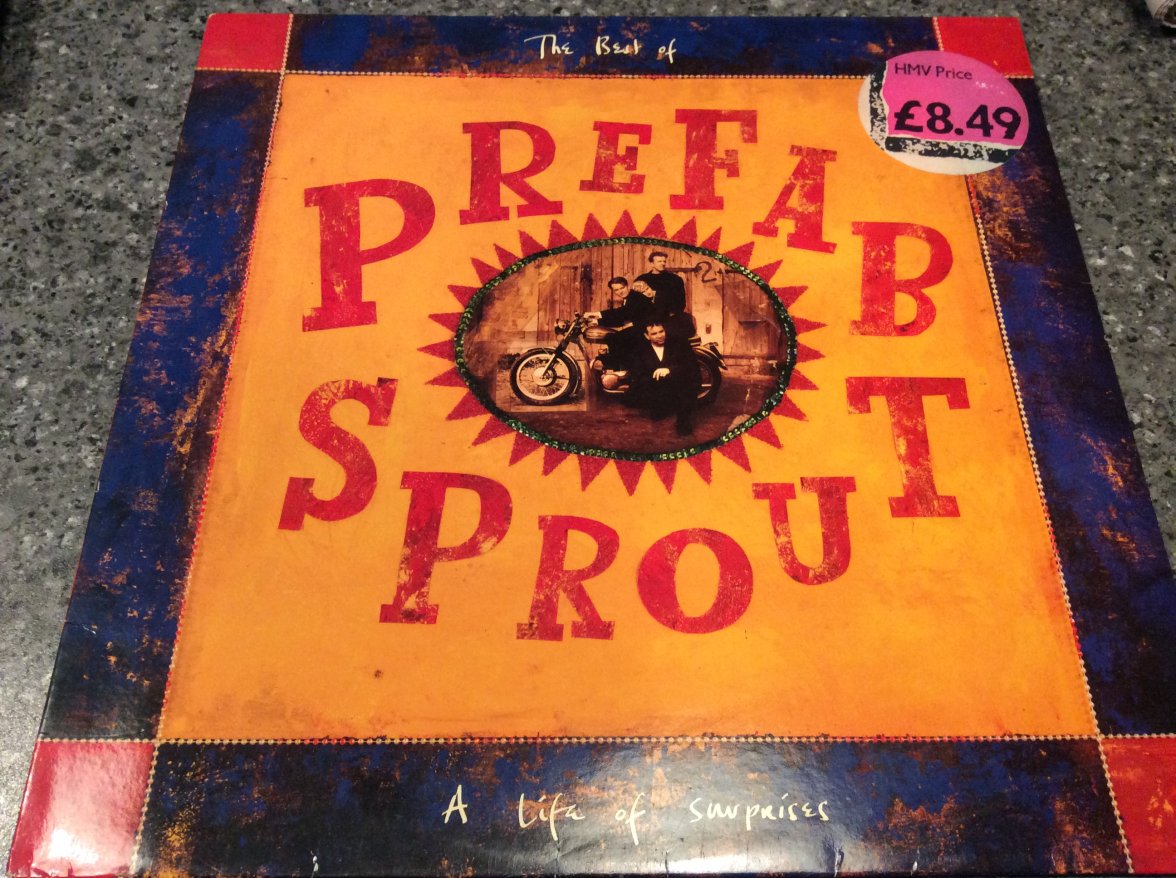 The Best of
HMV Price
£8.49
PREFAB
SPROUT
A Life of surprises